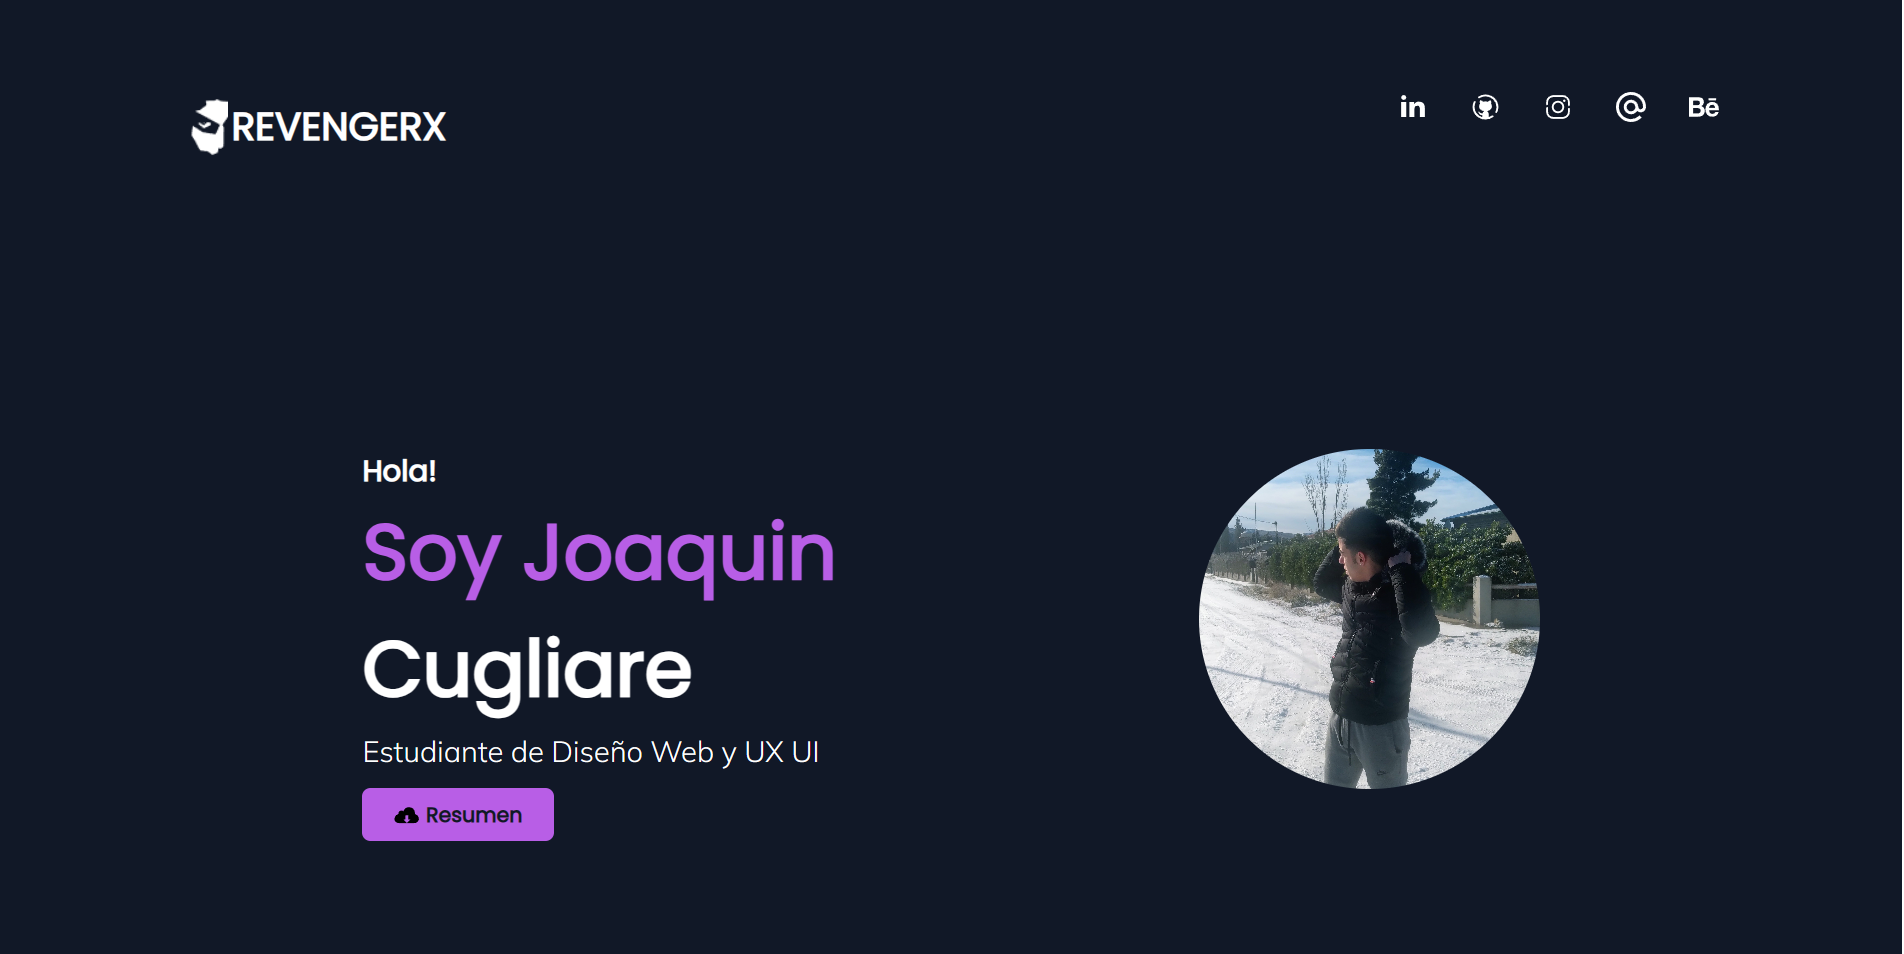 REVENGERX
in
Bē
Hola!
Soy Joaquin
Cugliare
Estudiante de Diseño Web y UX UI
Resumen